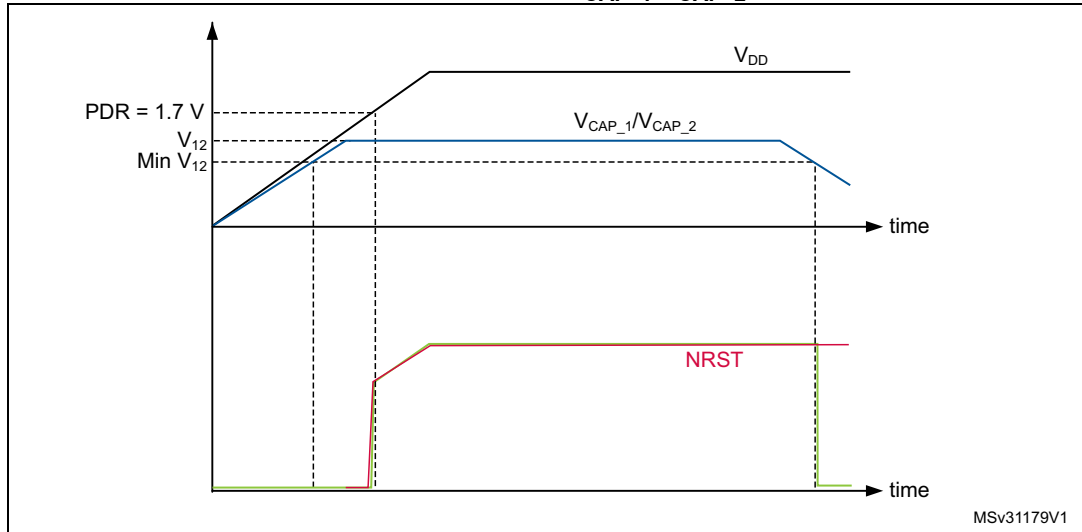 V_DD
PDR = 1.7 V
V_CAP_1/V_CAP_2
V_12
Min V_12
time
NRST
time
MSv31179V1